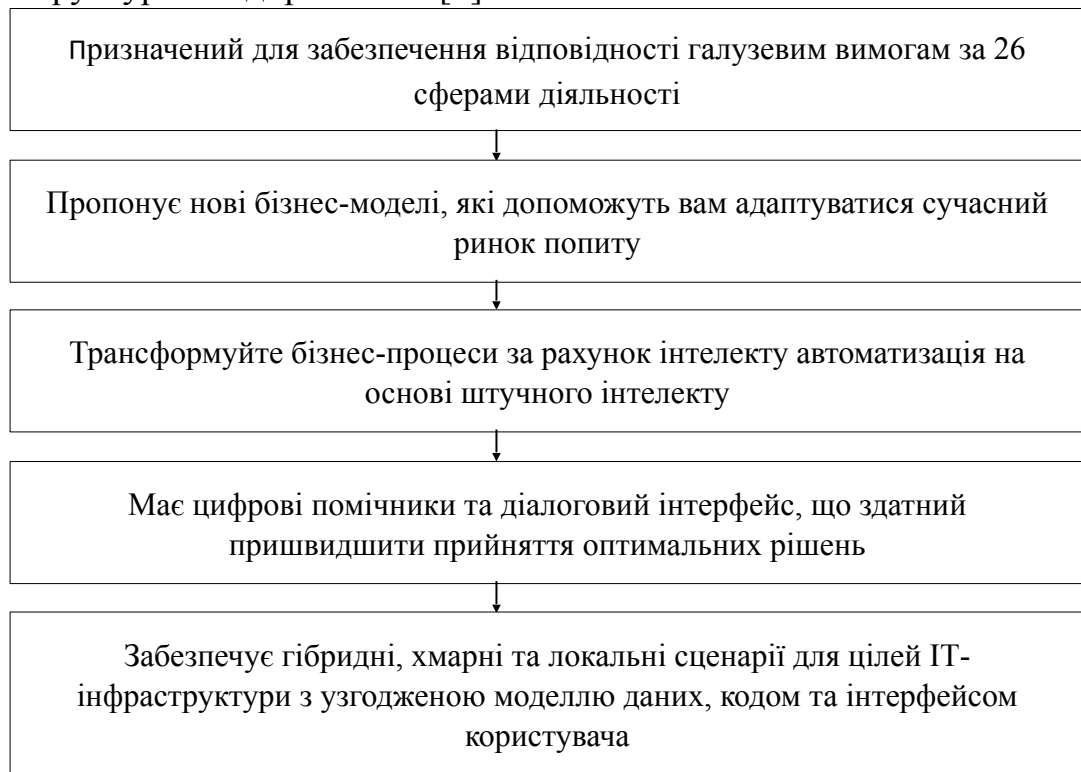 Призначений для забезпечення відповідності галузевим вимогам за 26
сферами діяльності
Пропонує нові бізнес-моделі, які допоможуть вам адаптуватися сучасний
ринок попиту
Трансформуйте бізнес-процеси за рахунок інтелекту автоматизація на
основі штучного інтелекту
Має цифрові помічники та діалоговий інтерфейс, що здатний
пришвидшити прийняття оптимальних рішень
Забезпечує гібридні, хмарні та локальні сценарії для цілей ІТ-
інфраструктури з узгодженою моделлю даних, кодом та інтерфейсом
користувача